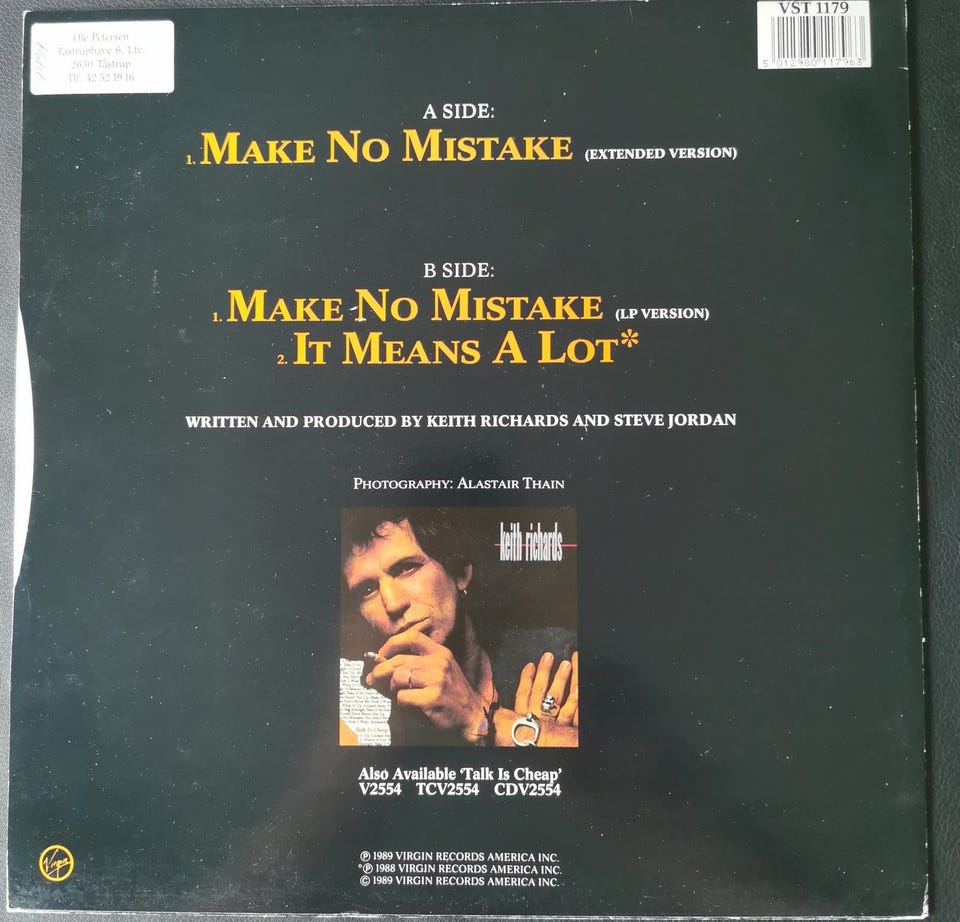 Ole Petersen
Tåstruphave 6, 1.tv.
2630 Tåstrup
Tlf. 42 52 19 16
VST 1179
5 012980 117963
A SIDE:
1. MAKE NO MISTAKE (EXTENDED VERSION)
B SIDE:
1. MAKE NO MISTAKE (LP VERSION)
2. IT MEANS A LOT*
WRITTEN AND PRODUCED BY KEITH RICHARDS AND STEVE JORDAN
PHOTOGRAPHY: ALASTAIR THAIN
keith richards
Talk Is Cheap
Also Available 'Talk Is Cheap'
V2554 TCV2554 CDV2554
Virgin
℗ 1989 VIRGIN RECORDS AMERICA INC.
*℗ 1988 VIRGIN RECORDS AMERICA INC.
© 1989 VIRGIN RECORDS AMERICA INC.